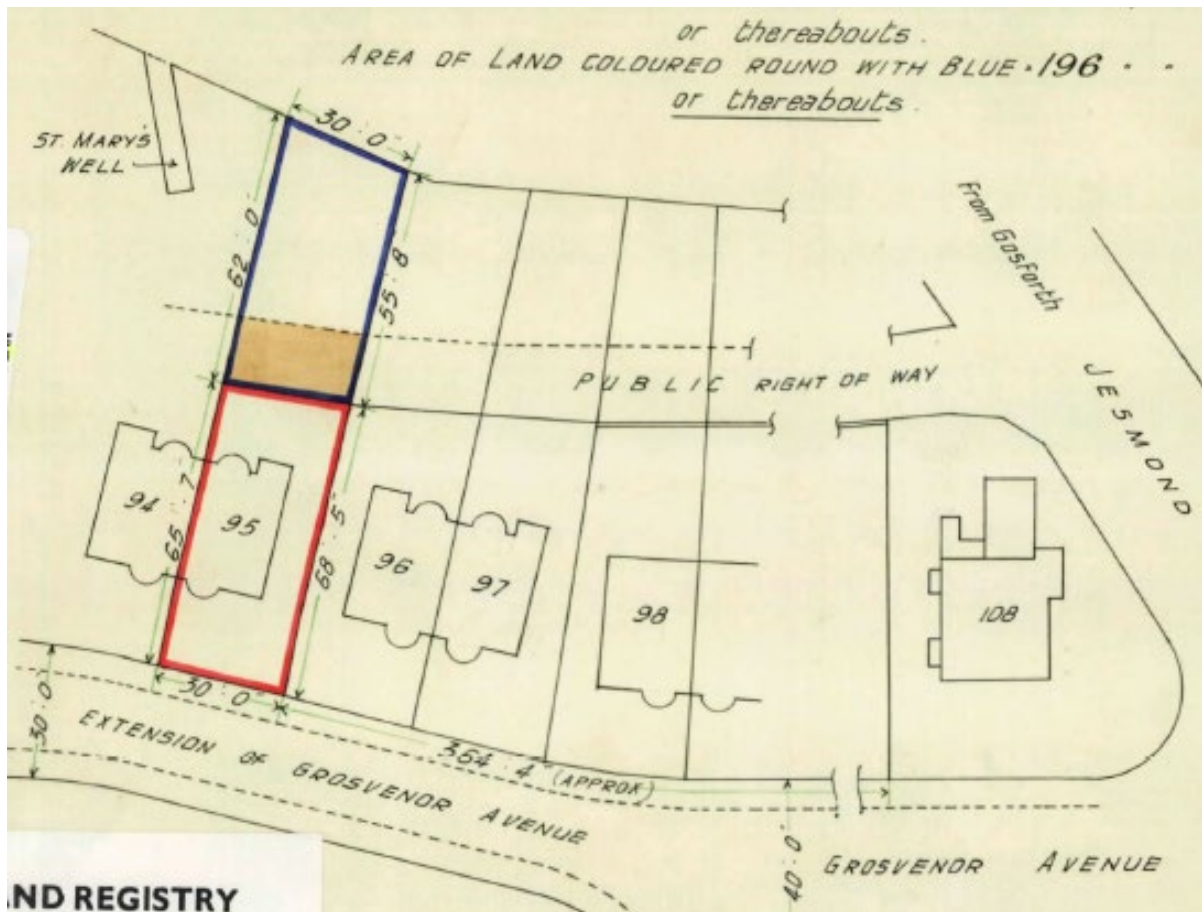 or thereabouts.
AREA OF LAND COLOURED ROUND WITH BLUE · 196 · ·
or thereabouts.
ST. MARY'S
WELL
30'·0"
62'·0"
55'·8
From Gosforth
JESMOND
PUBLIC RIGHT OF WAY
94
95
65'·7
68'·5
96
97
98
108
30'·0"
30'·0
364'·4" (APPROX)
EXTENSION OF GROSVENOR AVENUE
40'·0
GROSVENOR AVENUE
AND REGISTRY